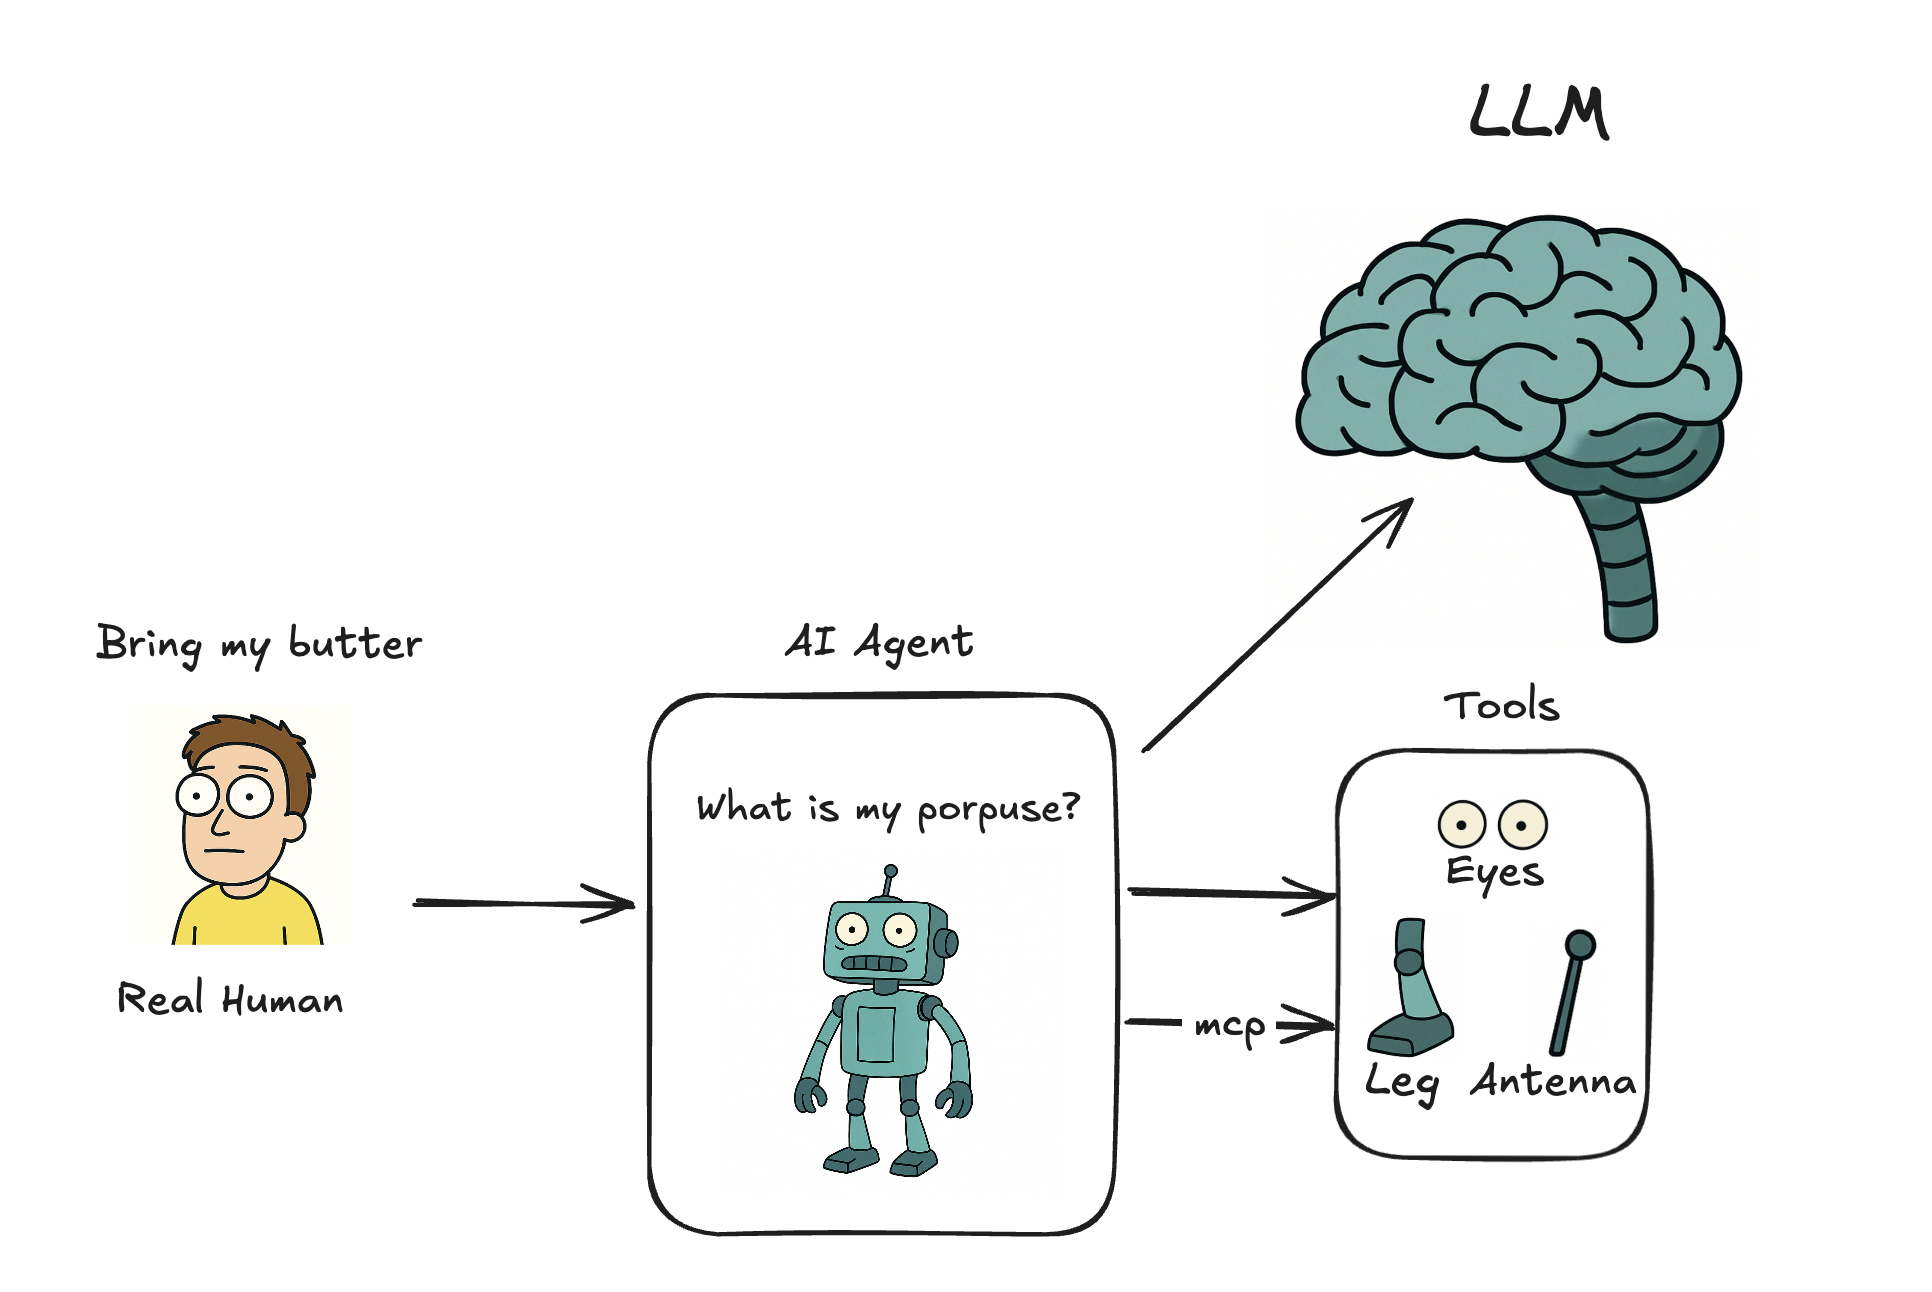 LLM
Bring my butter
AI Agent
Tools
What is my porpuse?
Eyes
Real Human
mcp
Leg
Antenna